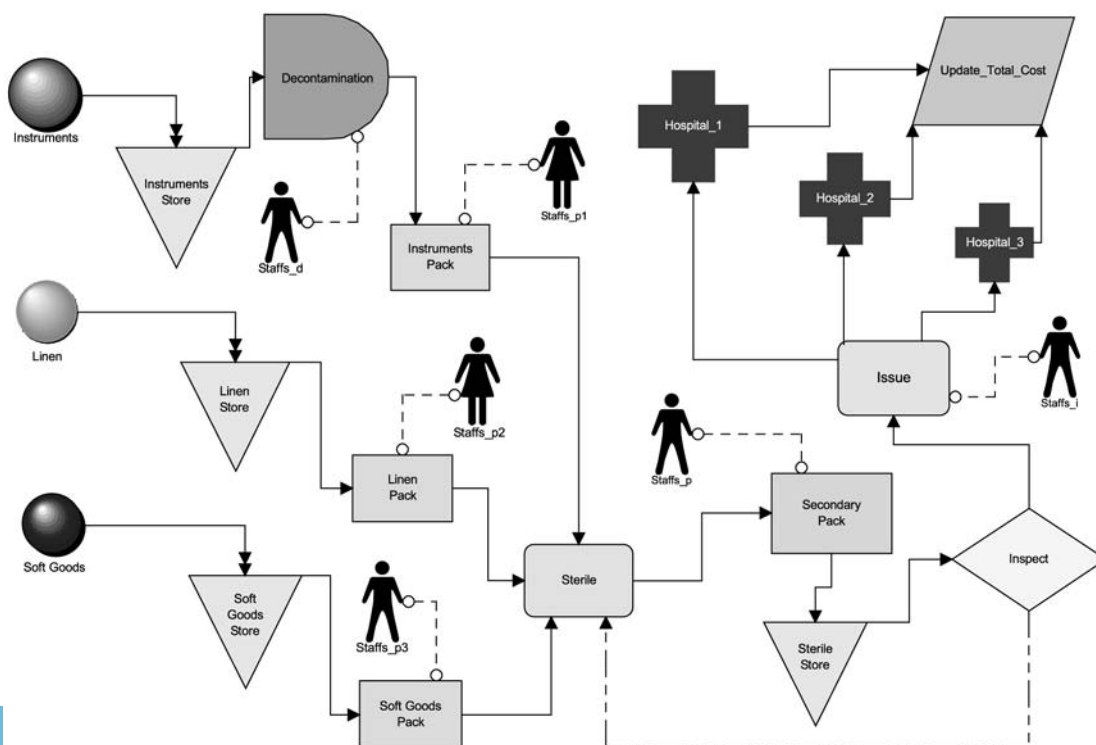 Instruments
Instruments
Store
Decontamination
Staffs_d
Staffs_p1
Instruments
Pack
Linen
Linen
Store
Staffs_p2
Linen
Pack
Soft Goods
Soft
Goods
Store
Staffs_p3
Soft Goods
Pack
Sterile
Staffs_p
Secondary
Pack
Sterile
Store
Inspect
Issue
Staffs_i
Hospital_1
Hospital_2
Hospital_3
Update_Total_Cost